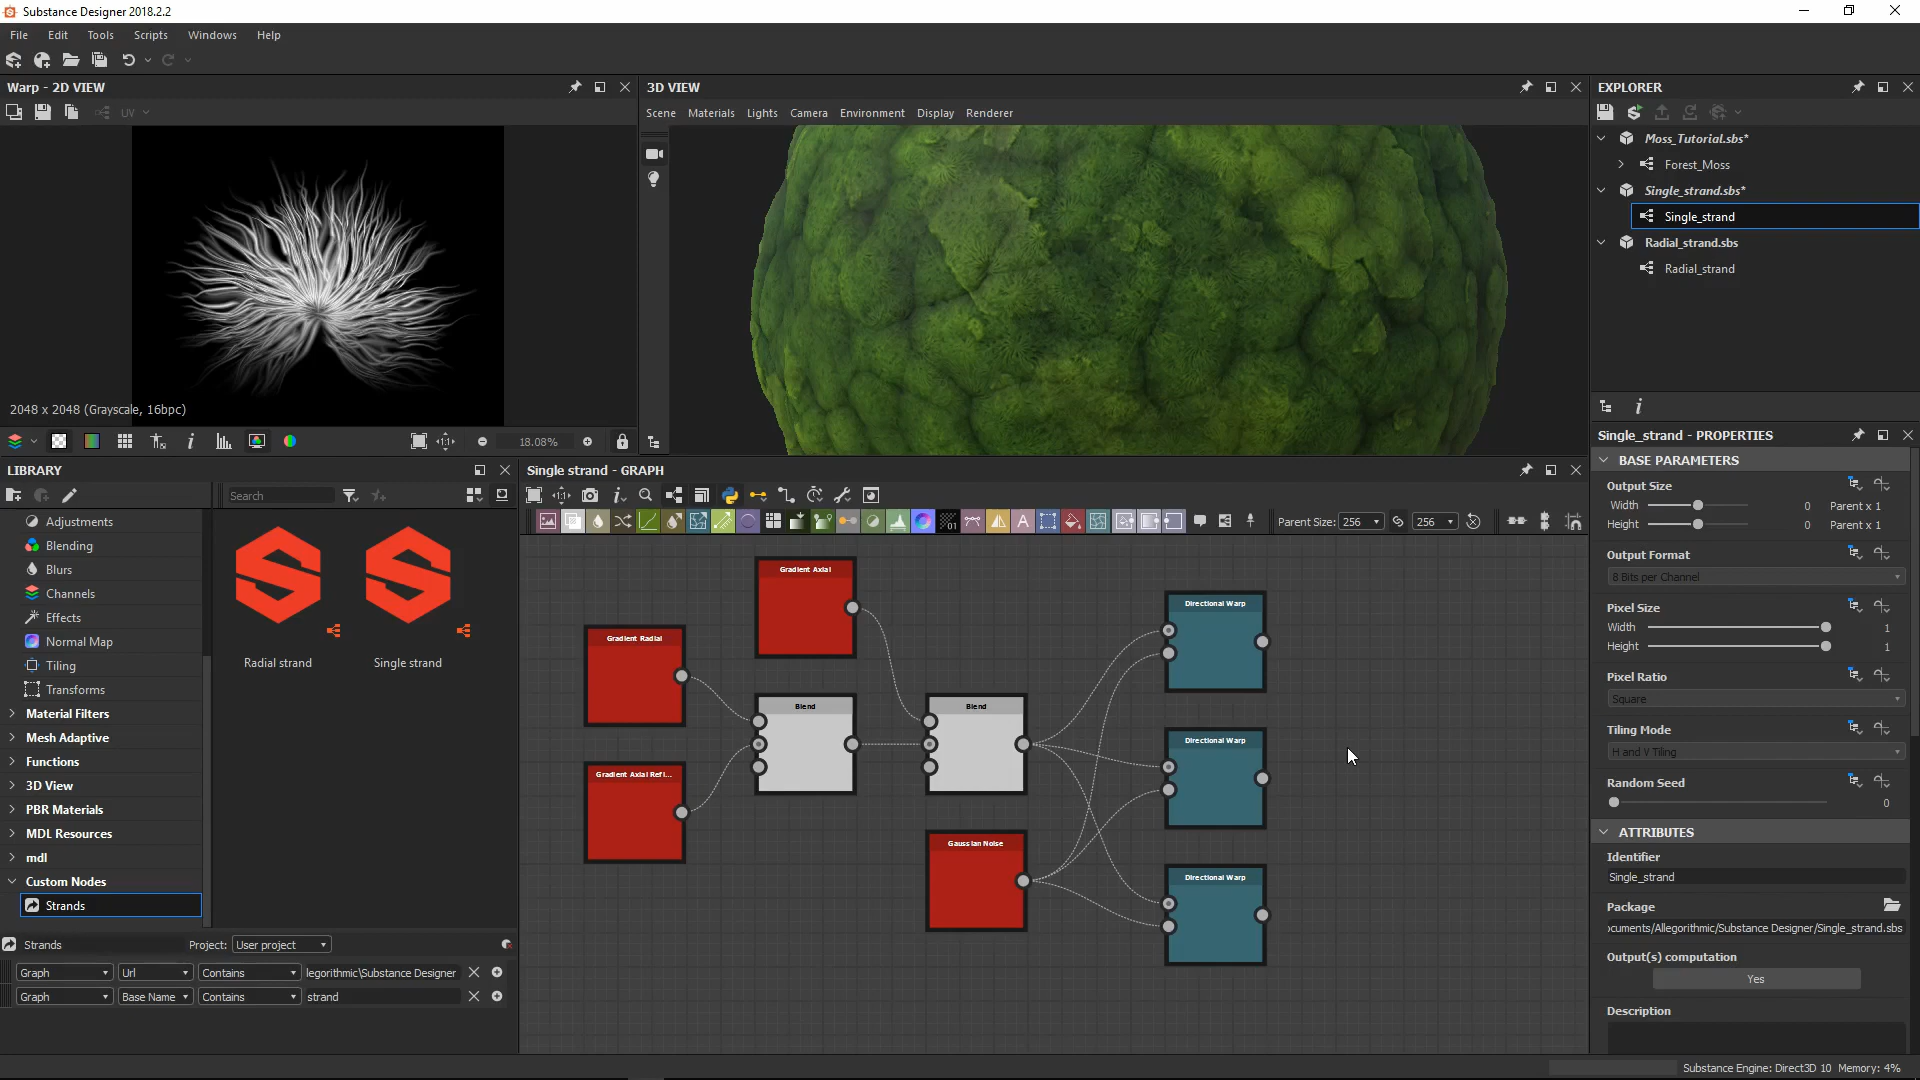 Substance Designer 2018.2.2
File Edit Tools Scripts Windows Help
Warp - 2D VIEW
UV
2048 x 2048 (Grayscale, 16bpc)
18.08%
3D VIEW
Scene Materials Lights Camera Environment Display Renderer
EXPLORER
Moss_Tutorial.sbs*
Forest_Moss
Single_strand.sbs*
Single_strand
Radial_strand.sbs
Radial_strand
LIBRARY
Search
Adjustments
Blending
Blurs
Channels
Effects
Normal Map
Tiling
Transforms
Material Filters
Mesh Adaptive
Functions
3D View
PBR Materials
MDL Resources
mdl
Custom Nodes
Strands
Radial strand
Single strand
Strands Project: User project
Graph Url Contains legorithmic\Substance Designer
Graph Base Name Contains strand
Single strand - GRAPH
Parent Size: 256 256
Gradient Axial
Gradient Radial
Gradient Axial Refl...
Blend
Blend
Gaussian Noise
Directional Warp
Directional Warp
Directional Warp
Single_strand - PROPERTIES
BASE PARAMETERS
Output Size
Width 0 Parent x 1
Height 0 Parent x 1
Output Format
8 Bits per Channel
Pixel Size
Width 1
Height 1
Pixel Ratio
Square
Tiling Mode
H and V Tiling
Random Seed
0
ATTRIBUTES
Identifier
Single_strand
Package
ocuments/Allegorithmic/Substance Designer/Single_strand.sbs
Output(s) computation
Yes
Description
Substance Engine: Direct3D 10 Memory: 4%